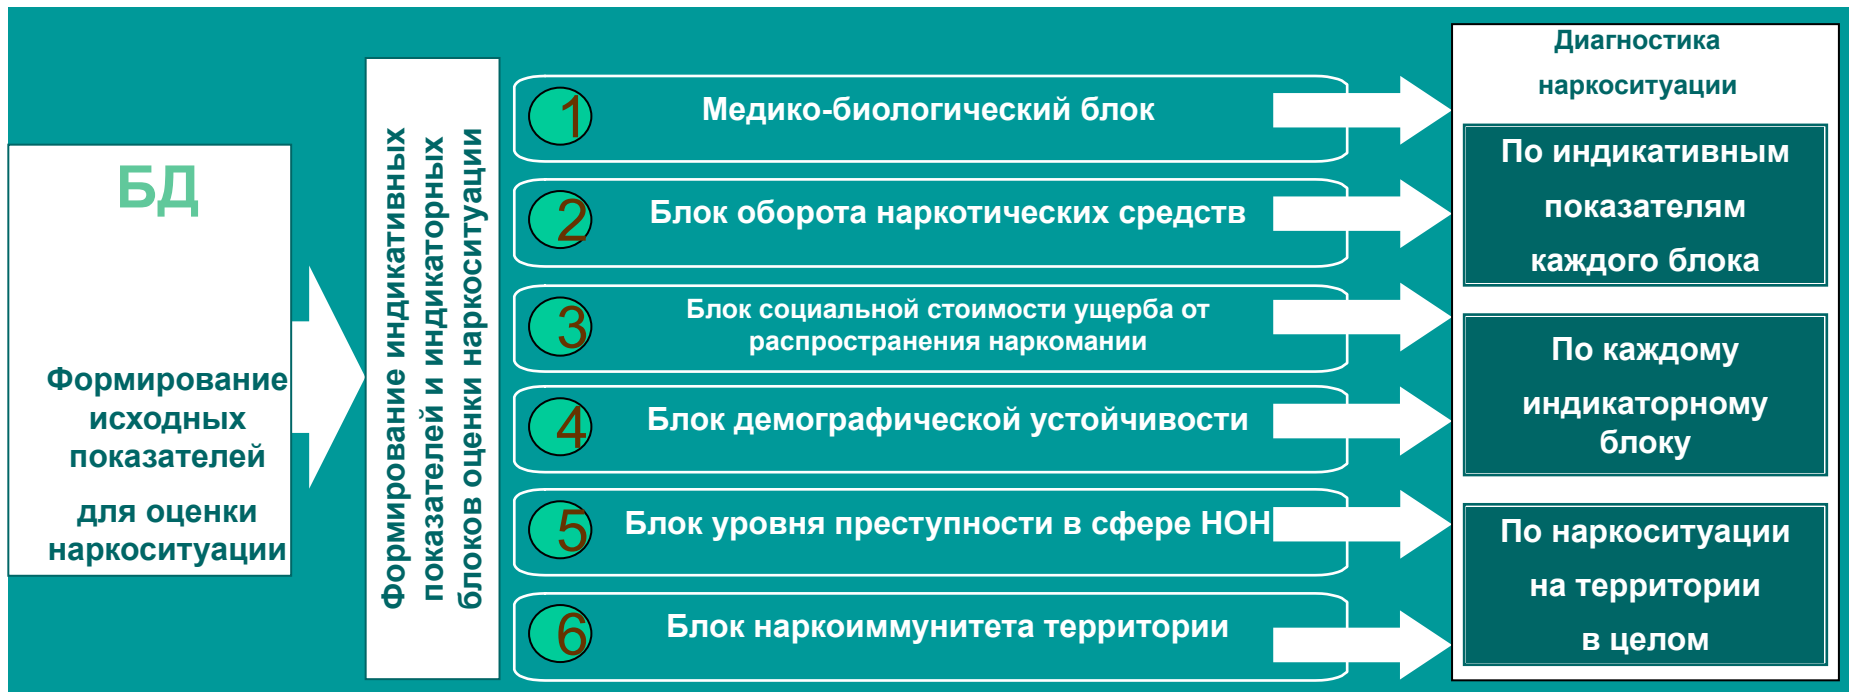 БД
Формирование
исходных
показателей
для оценки
наркоситуации
Формирование индикативных
показателей и индикаторных
блоков оценки наркоситуации
1
Медико-биологический блок
2
Блок оборота наркотических средств
3
Блок социальной стоимости ущерба от
распространения наркомании
4
Блок демографической устойчивости
5
Блок уровня преступности в сфере НОН
6
Блок наркоиммунитета территории
Диагностика
наркоситуации
По индикативным
показателям
каждого блока
По каждому
индикаторному
блоку
По наркоситуации
на территории
в целом